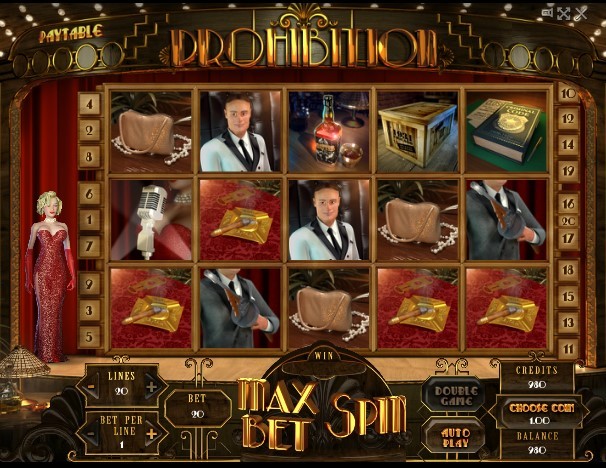 PAYTABLE
PROHIBITION
4
2
8
6
1
7
9
3
5
10
12
14
19
16
20
17
18
15
13
11
LINES
- 20 +
BET PER
LINE
- 1 +
BET
20
WIN
MAX
BET
SPIN
DOUBLE
GAME
AUTO
PLAY
CREDITS
980
CHOOSE COIN
1.00
BALANCE
980